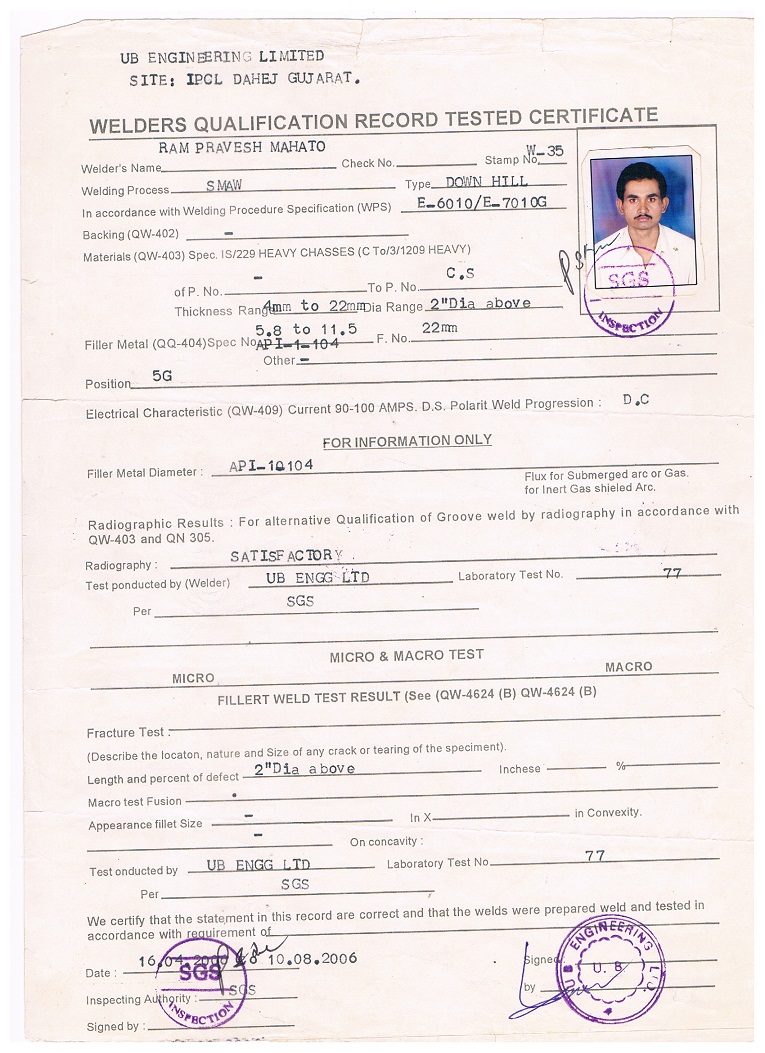 UB ENGINEERING LIMITED
SITE: IPCL DAHEJ GUJARAT.
WELDERS QUALIFICATION RECORD TESTED CERTIFICATE
Welder's Name RAM PRAVESH MAHATO Check No. Stamp No W-35
Welding Process SMAW Type DOWN HILL
In accordance with Welding Procedure Specification (WPS) E-6010/E-7010G
Backing (QW-402) -
Materials (QW-403) Spec. IS/229 HEAVY CHASSES (C To/3/1209 HEAVY)
of P. No. - To P. No. C.S
Thickness Rang 4mm to 22mm Dia Range 2"Dia above
5.8 to 11.5
Filler Metal (QQ-404)Spec No API-1-104 F. No. 22mm
Other -
Position 5G
Electrical Characteristic (QW-409) Current 90-100 AMPS. D.S. Polarit Weld Progression : D.C
FOR INFORMATION ONLY
Filler Metal Diameter : API-10104
Flux for Submerged arc or Gas.
for Inert Gas shieled Arc.
Radiographic Results : For alternative Qualification of Groove weld by radiography in accordance with
QW-403 and QN 305.
Radiography : SATISFACTORY
Test ponducted by (Welder) UB ENGG LTD Laboratory Test No. 77
Per SGS
MICRO & MACRO TEST
MICRO MACRO
FILLERT WELD TEST RESULT (See (QW-4624 (B) QW-4624 (B)
Fracture Test :
(Describe the locaton, nature and Size of any crack or tearing of the speciment).
Length and percent of defect 2"Dia above Inchese %
Macro test Fusion
Appearance fillet Size - In X in Convexity.
- On concavity :
Test onducted by UB ENGG LTD Laboratory Test No. 77
Per SGS
We certify that the statement in this record are correct and that the welds were prepared weld and tested in
accordance with requirement of
Date : 16.04. 10.08.2006
Inspecting Authority : SGS
Signed by :
Signed
by
SGS
INSPECTION
SGS
INSPECTION
U B ENGINEERING LTD.
U. B